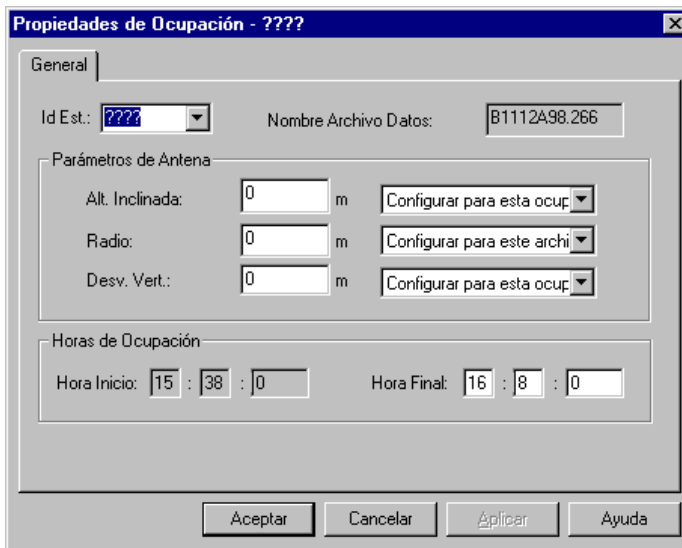 Propiedades de Ocupación - ????
General
Id Est.: ???? Nombre Archivo Datos: B1112A98.266
Parámetros de Antena
Alt. Inclinada: 0 m Configurar para esta ocup
Radio: 0 m Configurar para este archi
Desv. Vert.: 0 m Configurar para esta ocup
Horas de Ocupación
Hora Inicio: 15 : 38 : 0 Hora Final: 16 : 8 : 0
Aceptar Cancelar Aplicar Ayuda